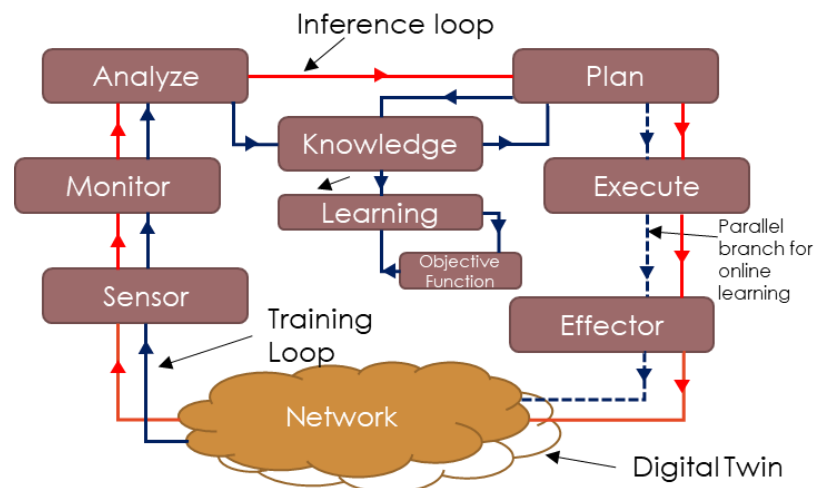 Inference loop
Analyze
Plan
Knowledge
Monitor
Execute
Learning
Parallel
branch for
online
learning
Objective
Function
Sensor
Effector
Training
Loop
Network
Digital Twin